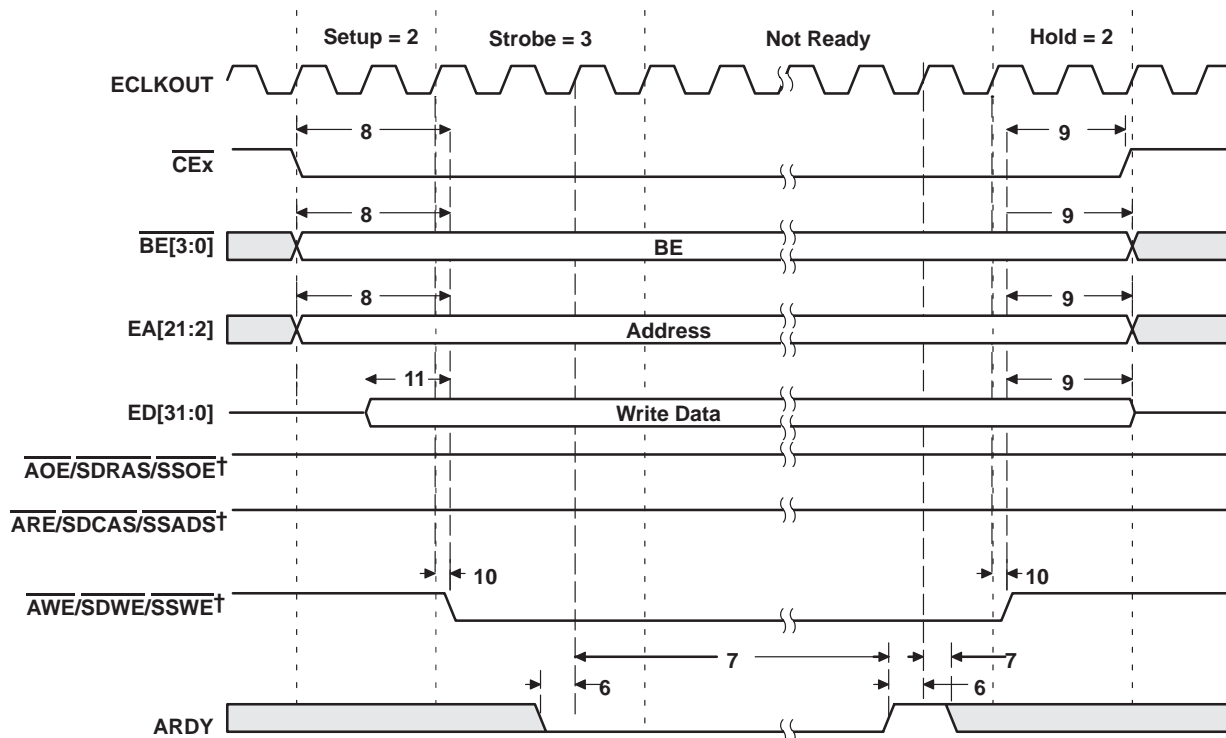 Setup = 2 Strobe = 3 Not Ready Hold = 2
ECLKOUT
8 9
CEx
8 9
BE[3:0] BE
8 9
EA[21:2] Address
11 9
ED[31:0] Write Data
AOE/SDRAS/SSOE†
ARE/SDCAS/SSADS†
10 10
AWE/SDWE/SSWE†
7 7
6 6
ARDY